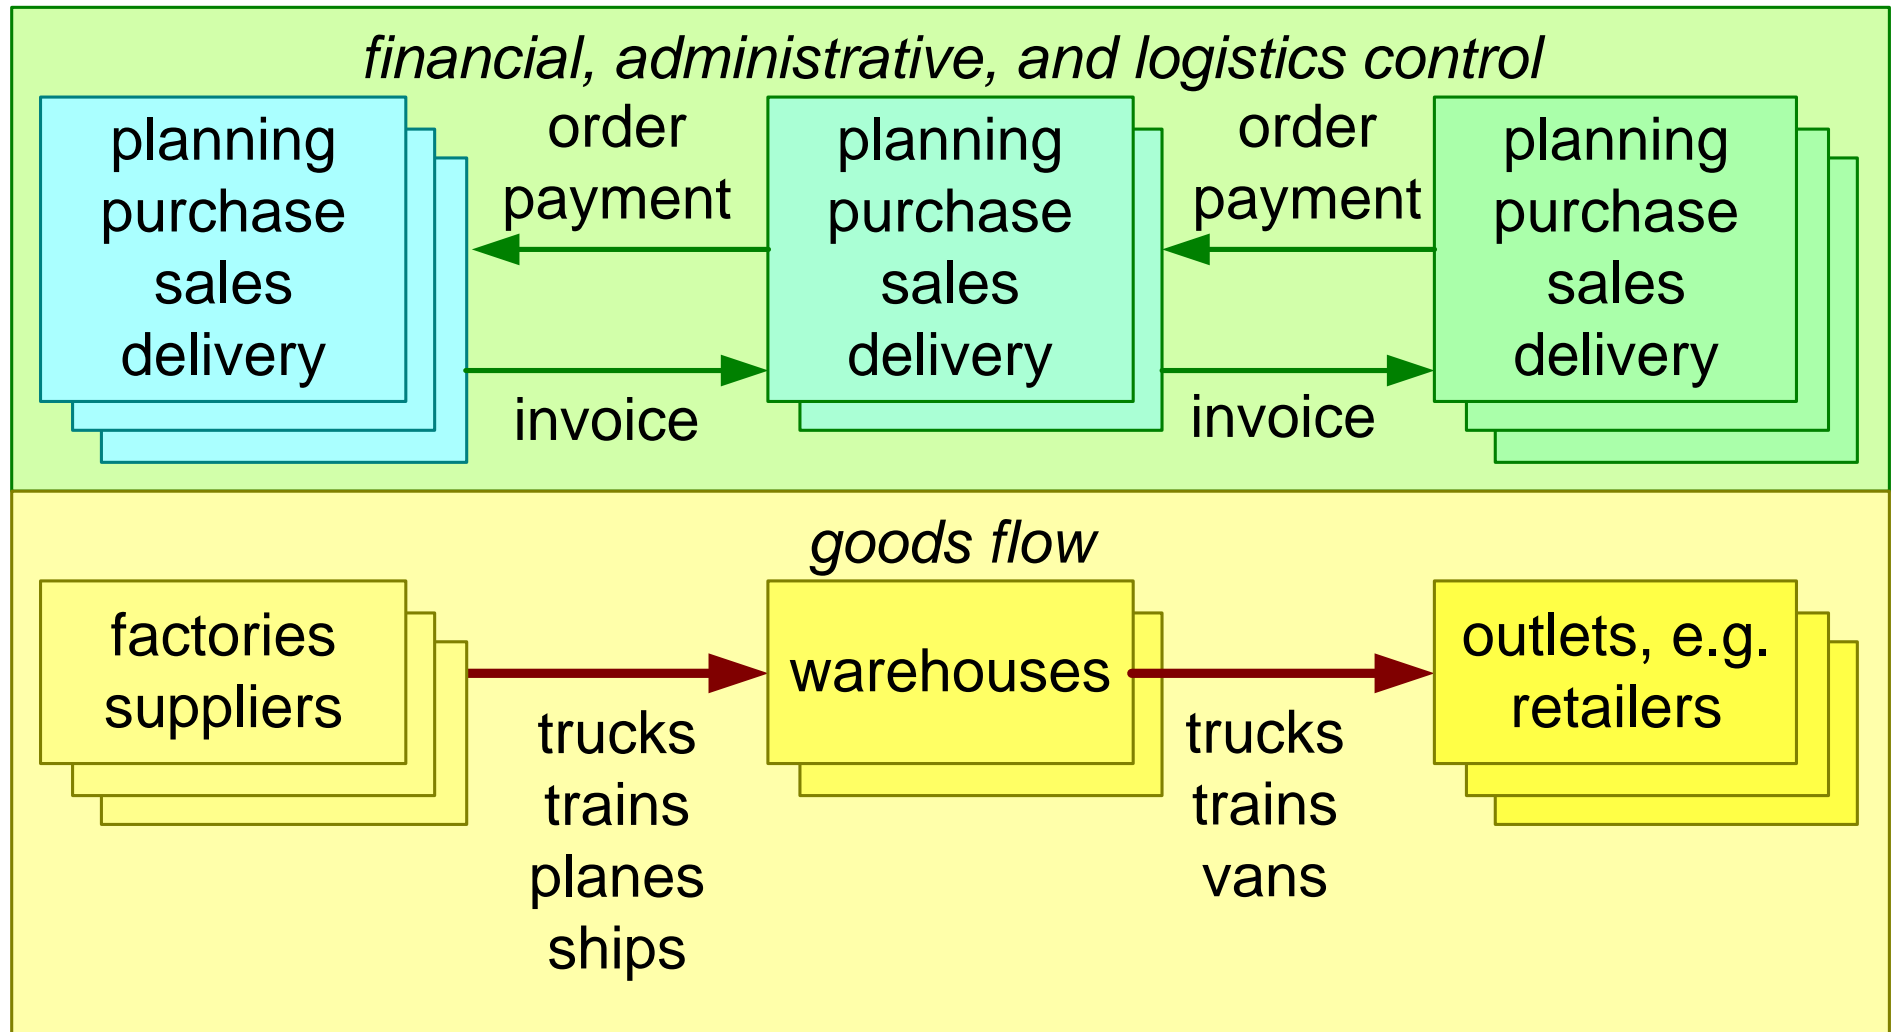 financial, administrative, and logistics control
planning
purchase
sales
delivery
order
payment
invoice
planning
purchase
sales
delivery
order
payment
invoice
planning
purchase
sales
delivery
goods flow
factories
suppliers
trucks
trains
planes
ships
warehouses
trucks
trains
vans
outlets, e.g.
retailers